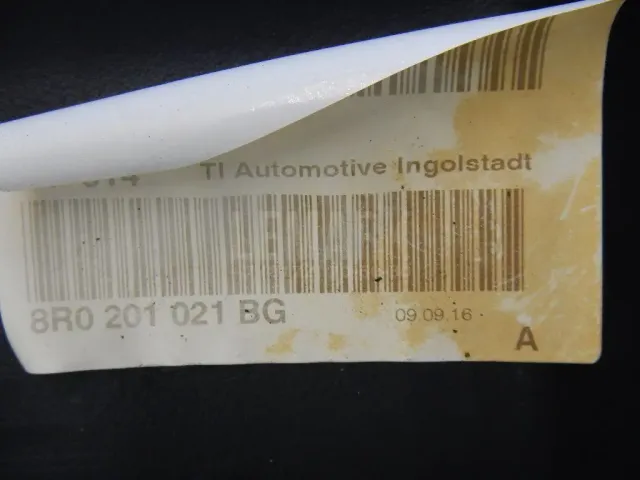 TI Automotive Ingolstadt
8R0 201 021 BG
09.09.16
A